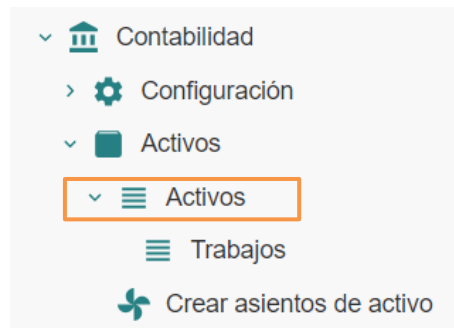 Contabilidad
Configuración
Activos
Activos
Trabajos
Crear asientos de activo